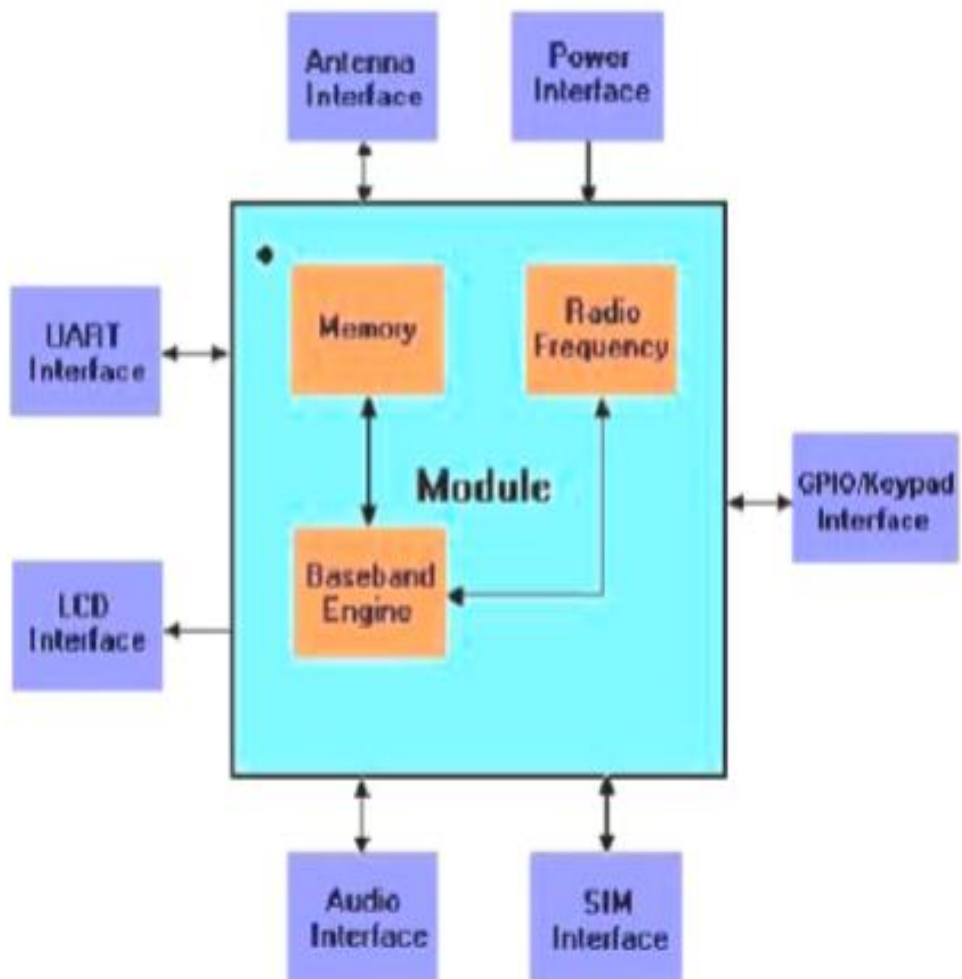 Antenna
Interface
Power
Interface
UART
Interface
Memory
Radio
Frequency
Module
GPIO/Keypad
Interface
Baseband
Engine
LCD
Interface
Audio
Interface
SIM
Interface